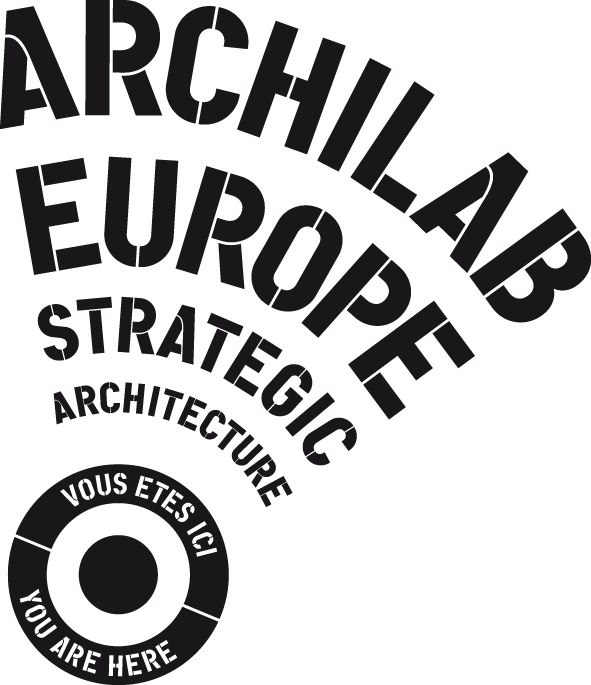 ARCHILAB
EUROPE
STRATEGIC
ARCHITECTURE
VOUS ETES ICI
YOU ARE HERE